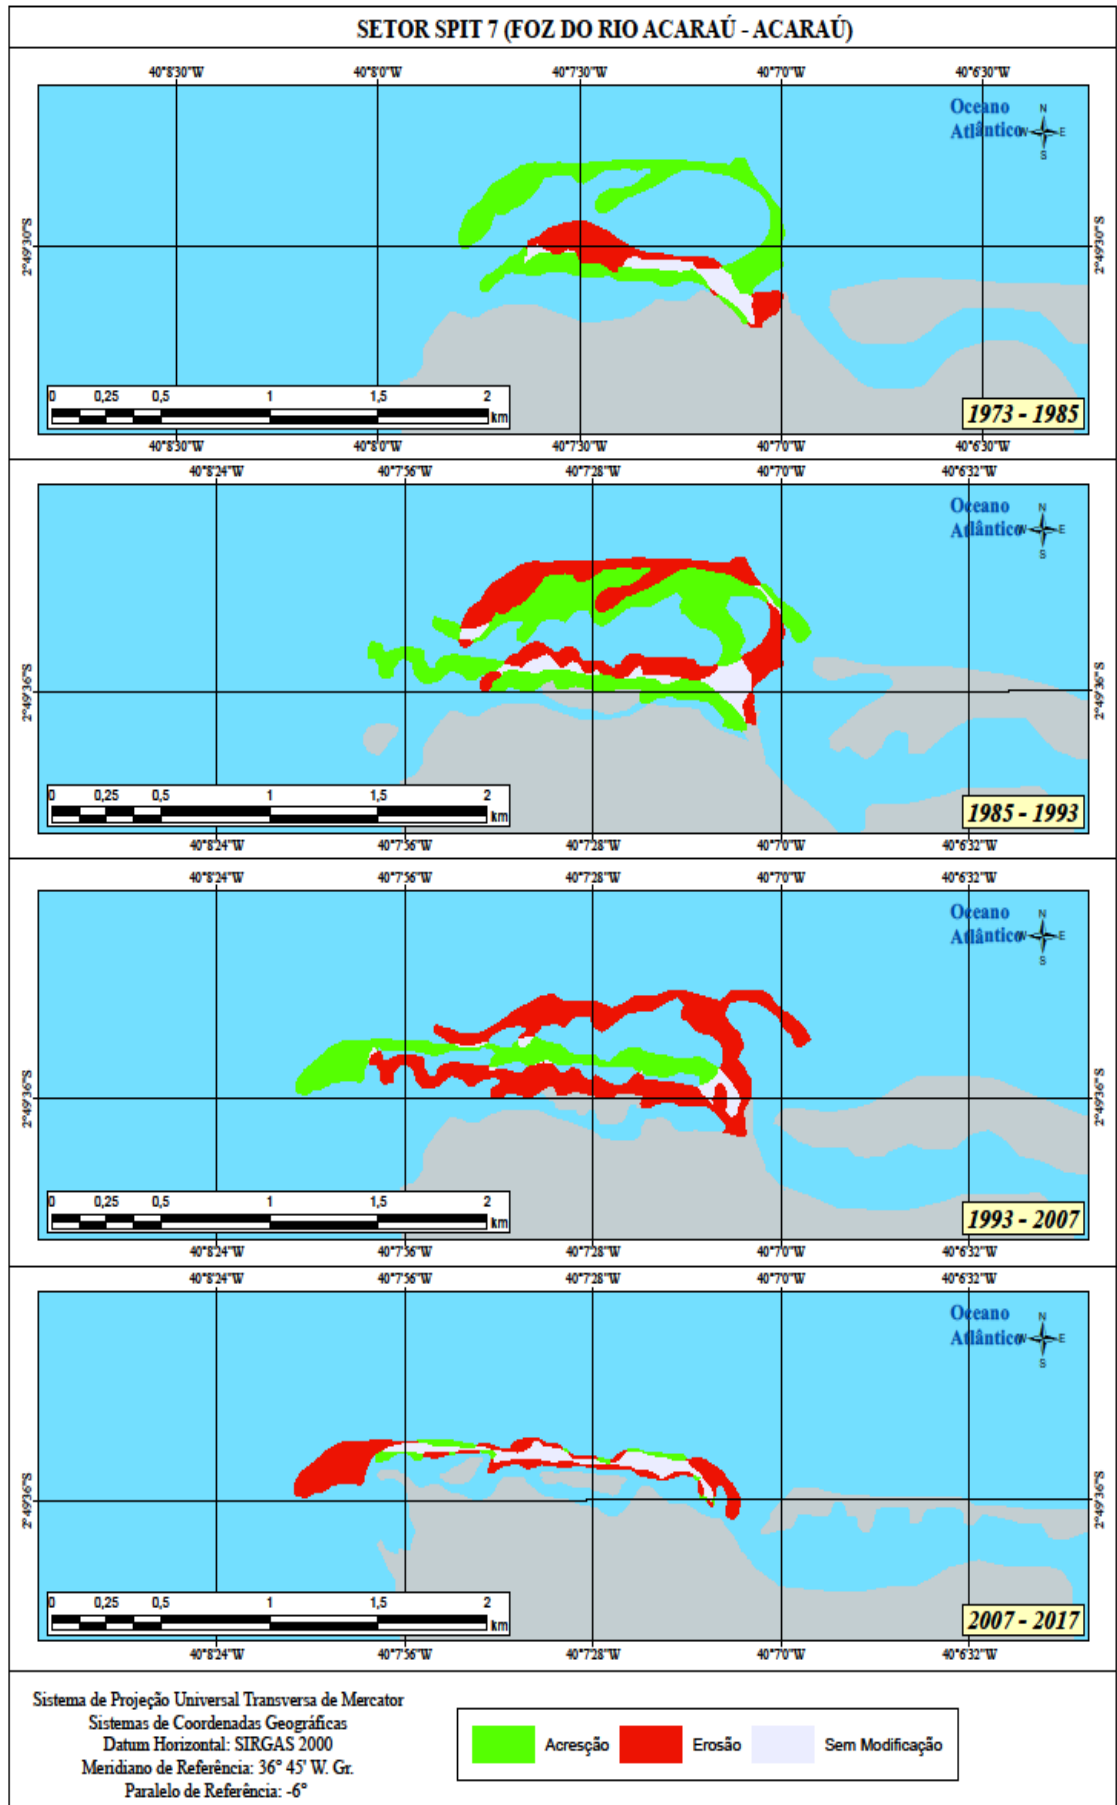 SETOR SPIT 7 (FOZ DO RIO ACARAÚ - ACARAÚ)
40°8'30"W 40°8'0"W 40°7'30"W 40°7'0"W 40°6'30"W
Oceano
Atlântico
N
W E
S
2°49'30"S 2°49'30"S
0 0,25 0,5 1 1,5 2
km
1973 - 1985
40°8'30"W 40°8'0"W 40°7'30"W 40°7'0"W 40°6'30"W
40°8'24"W 40°7'56"W 40°7'28"W 40°7'0"W 40°6'32"W
Oceano
Atlântico
N
W E
S
2°49'36"S 2°49'36"S
0 0,25 0,5 1 1,5 2
km
1985 - 1993
40°8'24"W 40°7'56"W 40°7'28"W 40°7'0"W 40°6'32"W
40°8'24"W 40°7'56"W 40°7'28"W 40°7'0"W 40°6'32"W
Oceano
Atlântico
N
W E
S
2°49'36"S 2°49'36"S
0 0,25 0,5 1 1,5 2
km
1993 - 2007
40°8'24"W 40°7'56"W 40°7'28"W 40°7'0"W 40°6'32"W
40°8'24"W 40°7'56"W 40°7'28"W 40°7'0"W 40°6'32"W
Oceano
Atlântico
N
W E
S
2°49'36"S 2°49'36"S
0 0,25 0,5 1 1,5 2
km
2007 - 2017
40°8'24"W 40°7'56"W 40°7'28"W 40°7'0"W 40°6'32"W
Sistema de Projeção Universal Transversa de Mercator
Sistemas de Coordenadas Geográficas
Datum Horizontal: SIRGAS 2000
Meridiano de Referência: 36° 45' W. Gr.
Paralelo de Referência: -6°
Acresção Erosão Sem Modificação